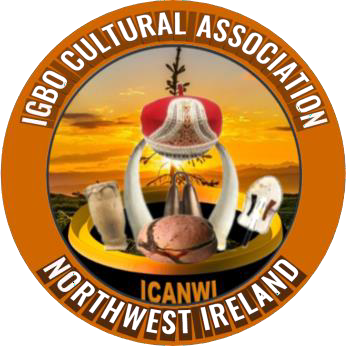 IGBO CULTURAL ASSOCIATION
ICANWI
NORTHWEST IRELAND